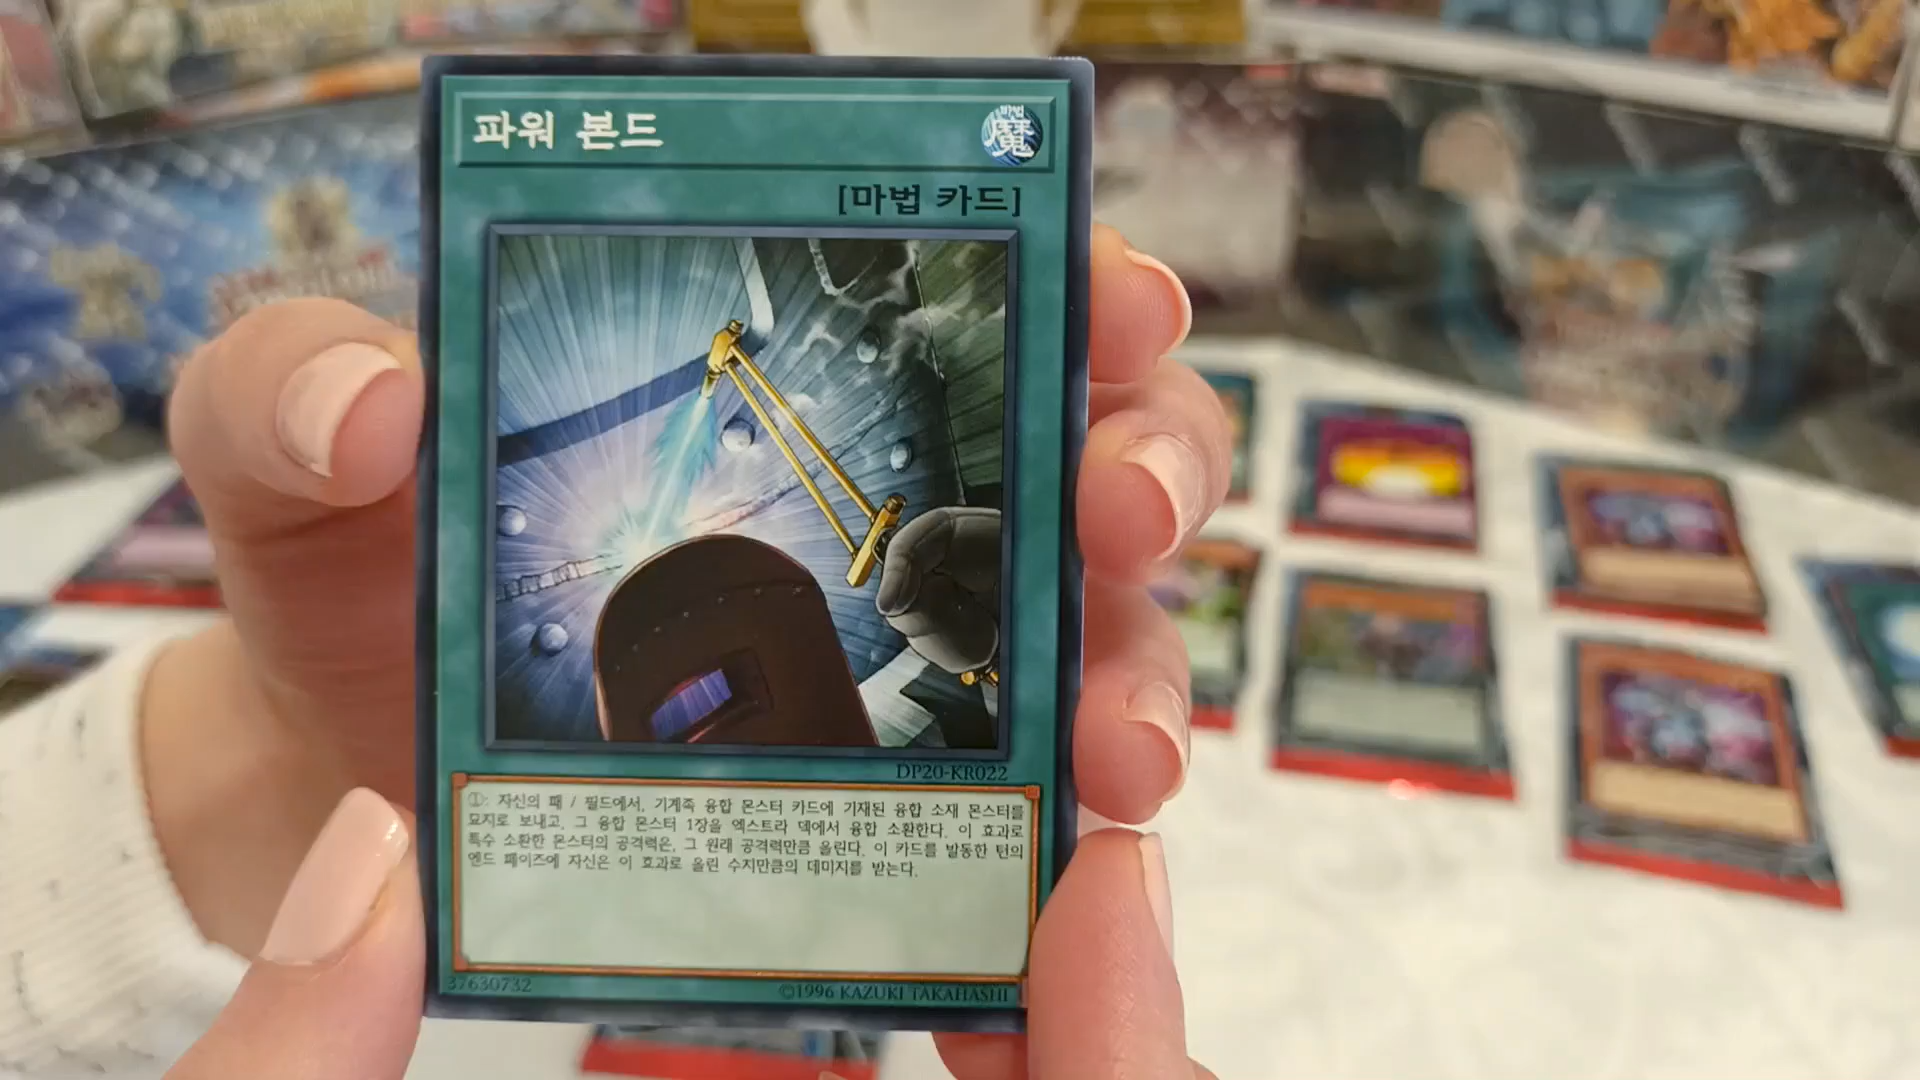 파워 본드
마법
魔
[마법 카드]
DP20-KR022
①: 자신의 패 / 필드에서, 기계족 융합 몬스터 카드에 기재된 융합 소재 몬스터를
묘지로 보내고, 그 융합 몬스터 1장을 엑스트라 덱에서 융합 소환한다. 이 효과로
특수 소환한 몬스터의 공격력은, 그 원래 공격력만큼 올린다. 이 카드를 발동한 턴의
엔드 페이즈에 자신은 이 효과로 올린 수치만큼의 데미지를 받는다.
37630732
©1996 KAZUKI TAKAHASHI